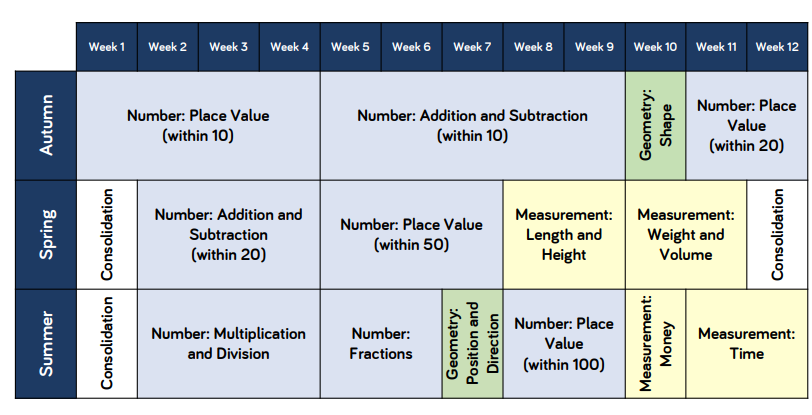 Week 1 Week 2 Week 3 Week 4 Week 5 Week 6 Week 7 Week 8 Week 9 Week 10 Week 11 Week 12
Autumn
Number: Place Value
(within 10)
Number: Addition and Subtraction
(within 10)
Geometry:
Shape
Number: Place
Value
(within 20)
Spring
Consolidation
Number: Addition and
Subtraction
(within 20)
Number: Place Value
(within 50)
Measurement:
Length and
Height
Measurement:
Weight and
Volume
Consolidation
Summer
Consolidation
Number: Multiplication
and Division
Number:
Fractions
Geometry:
Position and
Direction
Number: Place
Value
(within 100)
Measurement:
Money
Measurement:
Time